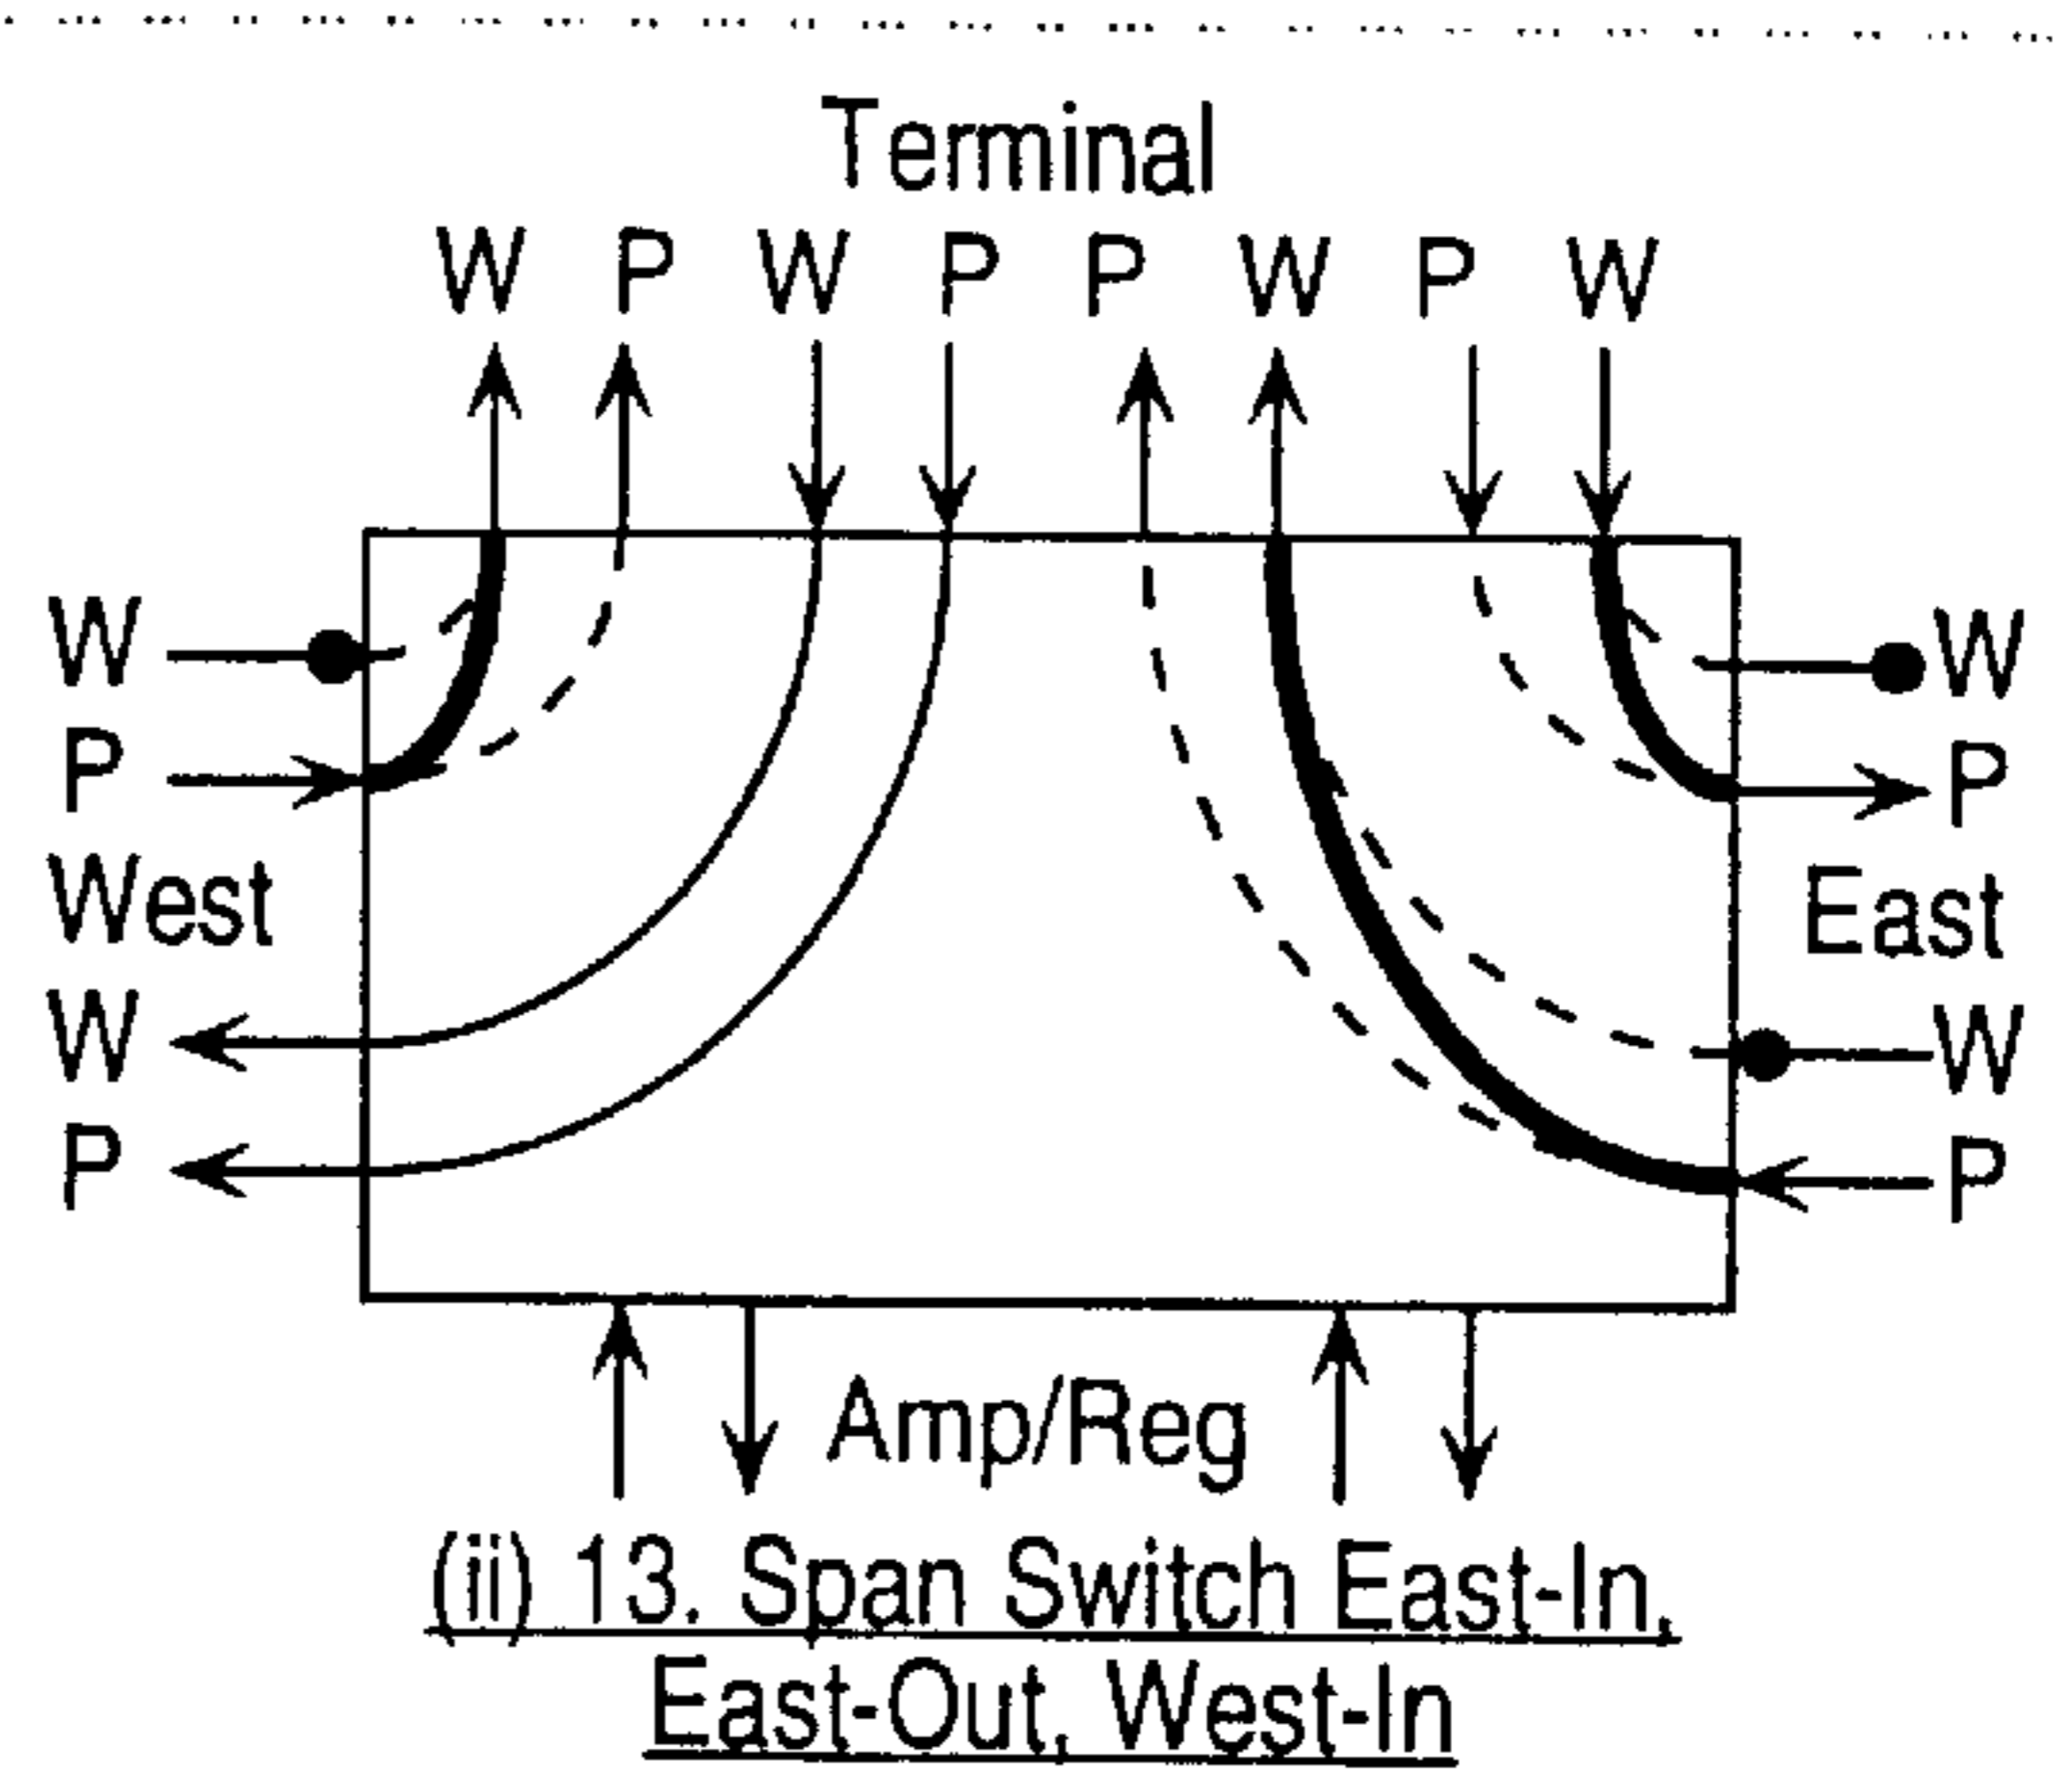 Terminal
W P W P P W P W
W W
P P
West East
W W
P P
Amp/Reg
(ii) 13. Span Switch East-In,
East-Out, West-In